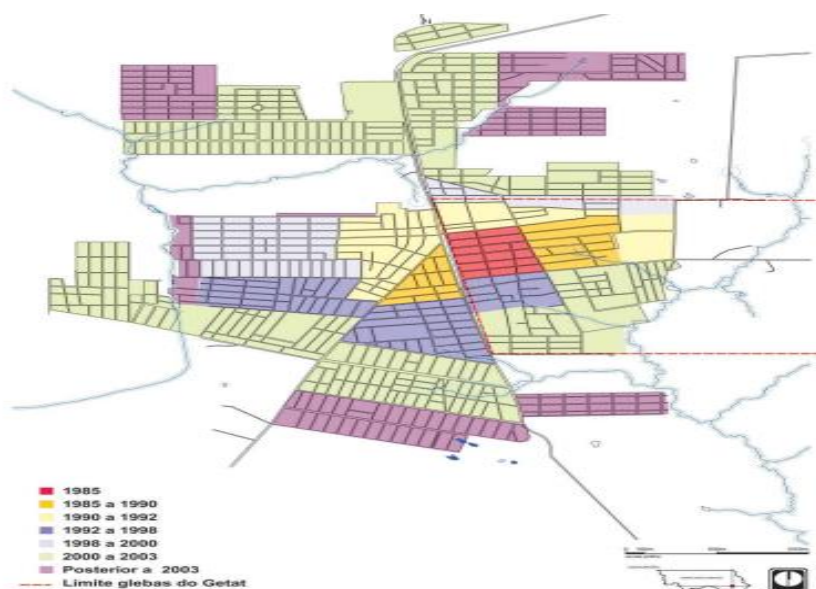 1985
1985 a 1990
1990 a 1992
1992 a 1998
1998 a 2000
2000 a 2003
Posterior a 2003
Limite glebas do Getat